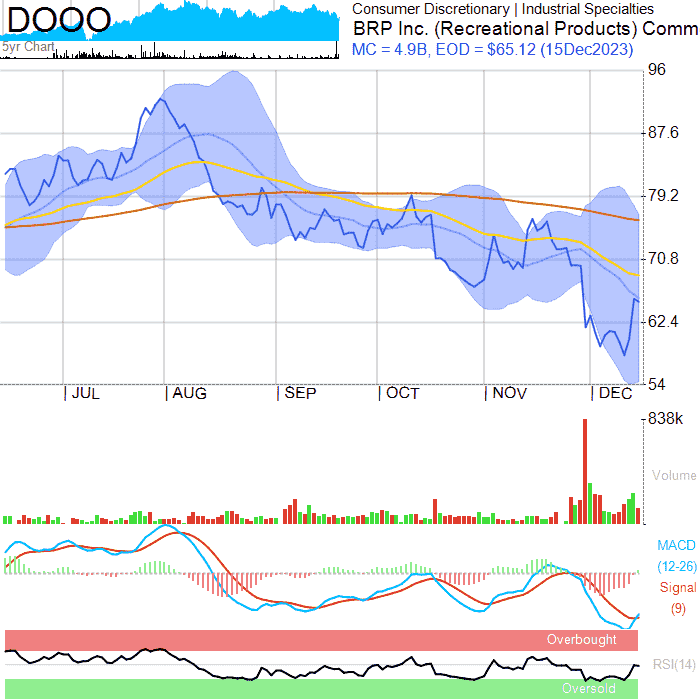 DOOO
5yr Chart
Consumer Discretionary | Industrial Specialties
BRP Inc. (Recreational Products) Comm
MC = 4.9B, EOD = $65.12 (15Dec2023)
96
87.6
79.2
70.8
62.4
54
JUL
AUG
SEP
OCT
NOV
DEC
838k
Volume
MACD
(12-26)
Signal
(9)
Overbought
RSI(14)
Oversold